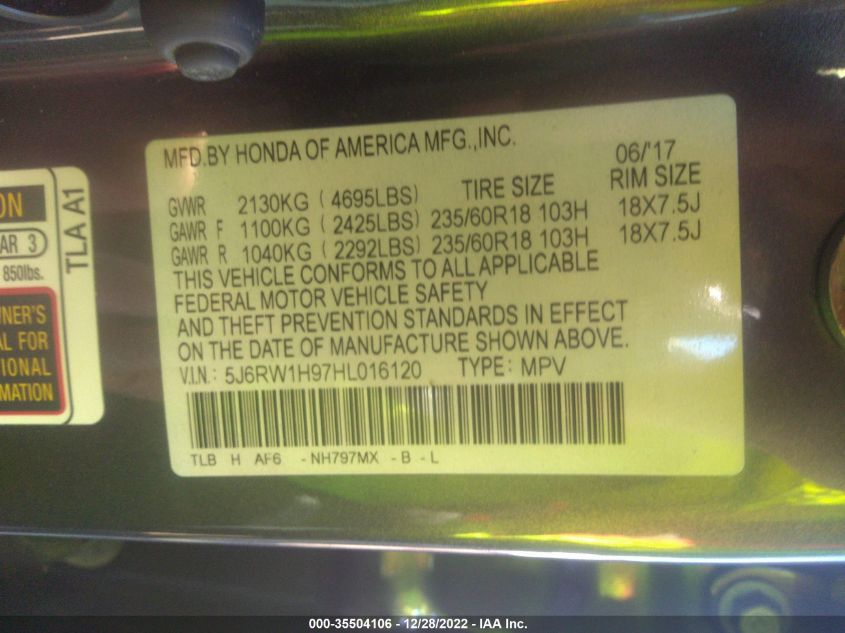 MFD.BY HONDA OF AMERICA MFG.,INC. 06/'17
GVWR 2130KG ( 4695LBS) TIRE SIZE RIM SIZE
GAWR F 1100KG ( 2425LBS) 235/60R18 103H 18X7.5J
GAWR R 1040KG ( 2292LBS) 235/60R18 103H 18X7.5J
THIS VEHICLE CONFORMS TO ALL APPLICABLE
FEDERAL MOTOR VEHICLE SAFETY
AND THEFT PREVENTION STANDARDS IN EFFECT
ON THE DATE OF MANUFACTURE SHOWN ABOVE.
V.I.N.: 5J6RW1H97HL016120 TYPE: MPV
TLB H AF6 -NH797MX -B -L
ON
AR 3
850lbs.
NER'S
AL FOR
IONAL
MATION
TLA A1
000-35504106 - 12/28/2022 - IAA Inc.